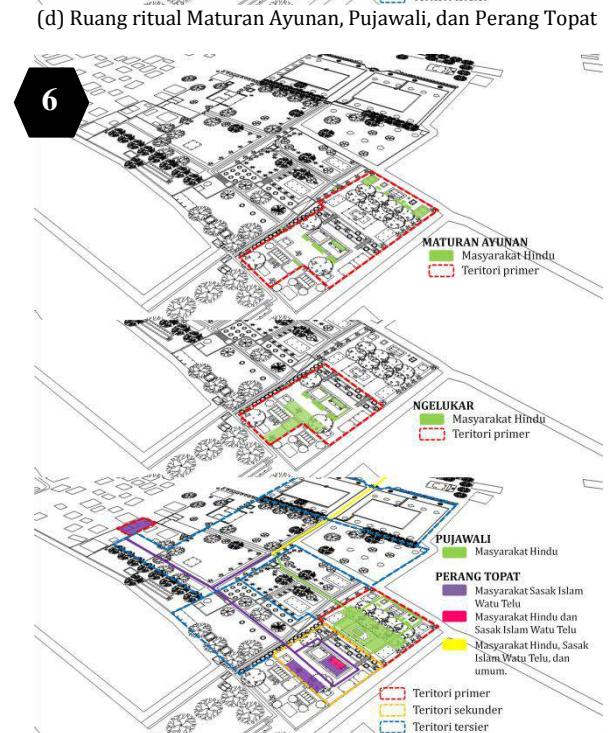 (d) Ruang ritual Maturan Ayunan, Pujawali, dan Perang Topat
6
MATURAN AYUNAN
Masyarakat Hindu
Teritori primer
NGELUKAR
Masyarakat Hindu
Teritori primer
PUJAWALI
Masyarakat Hindu
PERANG TOPAT
Masyarakat Sasak Islam
Watu Telu
Masyarakat Hindu dan
Sasak Islam Watu Telu
Masyarakat Hindu, Sasak
Islam Watu Telu, dan
umum.
Teritori primer
Teritori sekunder
Teritori tersier